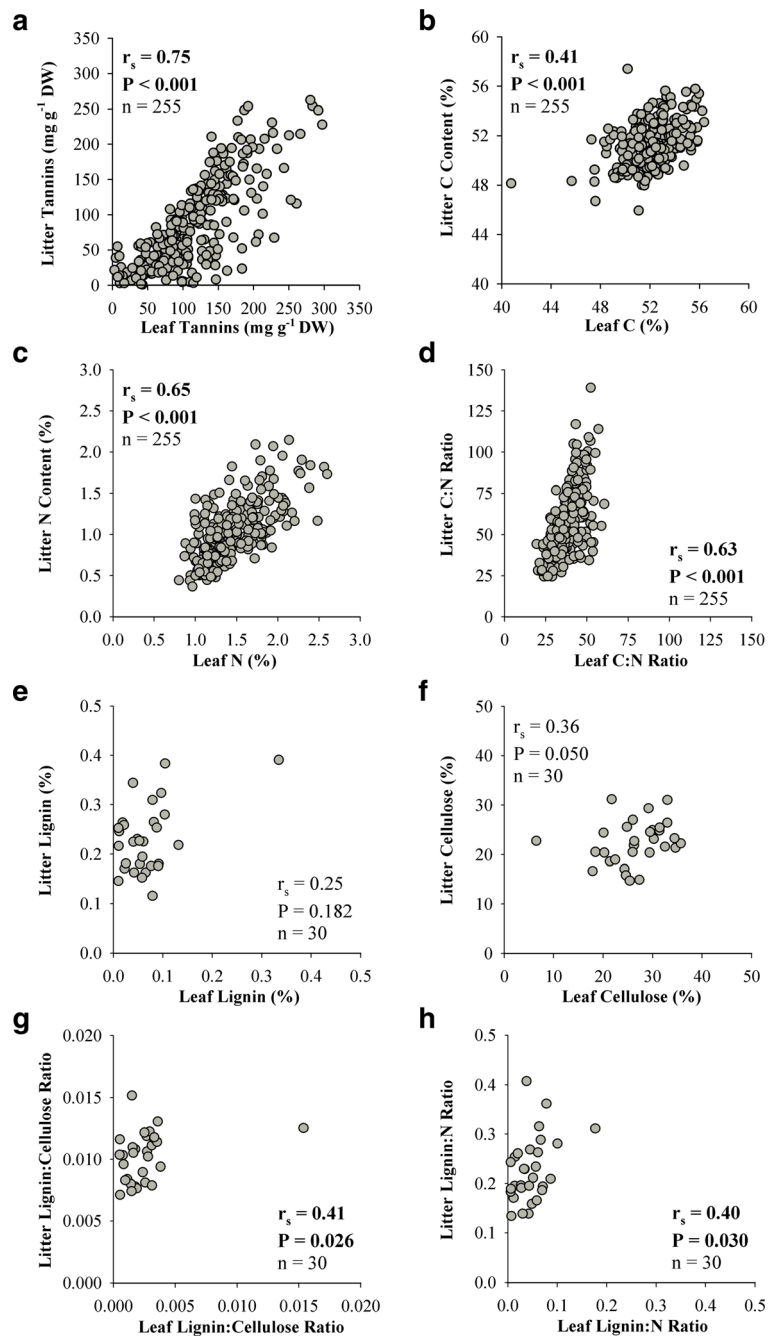 a
r_s = 0.75
P < 0.001
n = 255
Litter Tannins (mg g⁻¹ DW)
350
300
250
200
150
100
50
0
0 50 100 150 200 250 300 350
Leaf Tannins (mg g⁻¹ DW)
b
r_s = 0.41
P < 0.001
n = 255
Litter C Content (%)
60
56
52
48
44
40
40 44 48 52 56 60
Leaf C (%)
c
r_s = 0.65
P < 0.001
n = 255
Litter N Content (%)
3.0
2.5
2.0
1.5
1.0
0.5
0.0
0.0 0.5 1.0 1.5 2.0 2.5 3.0
Leaf N (%)
d
Litter C:N Ratio
150
125
100
75
50
25
0
r_s = 0.63
P < 0.001
n = 255
0 25 50 75 100 125 150
Leaf C:N Ratio
e
Litter Lignin (%)
0.5
0.4
0.3
0.2
0.1
0.0
r_s = 0.25
P = 0.182
n = 30
0.0 0.1 0.2 0.3 0.4 0.5
Leaf Lignin (%)
f
r_s = 0.36
P = 0.050
n = 30
Litter Cellulose (%)
50
40
30
20
10
0
0 10 20 30 40 50
Leaf Cellulose (%)
g
Litter Lignin:Cellulose Ratio
0.020
0.015
0.010
0.005
0.000
r_s = 0.41
P = 0.026
n = 30
0.000 0.005 0.010 0.015 0.020
Leaf Lignin:Cellulose Ratio
h
Litter Lignin:N Ratio
0.5
0.4
0.3
0.2
0.1
0.0
r_s = 0.40
P = 0.030
n = 30
0.0 0.1 0.2 0.3 0.4 0.5
Leaf Lignin:N Ratio